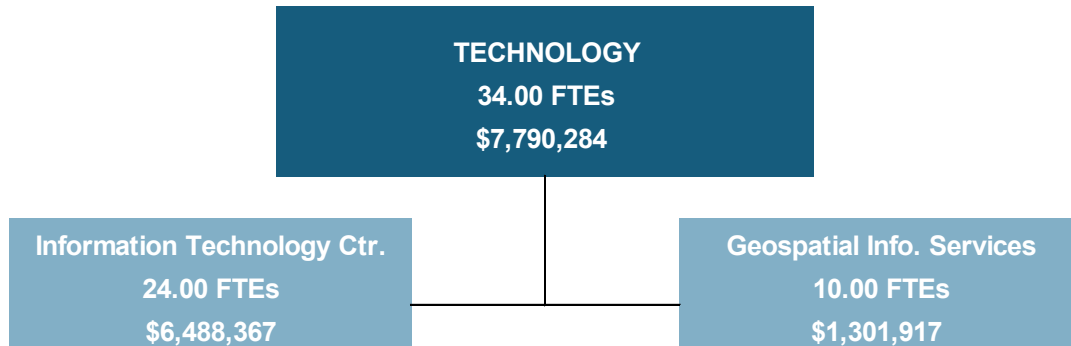 TECHNOLOGY
34.00 FTEs
$7,790,284
Information Technology Ctr.
24.00 FTEs
$6,488,367
Geospatial Info. Services
10.00 FTEs
$1,301,917